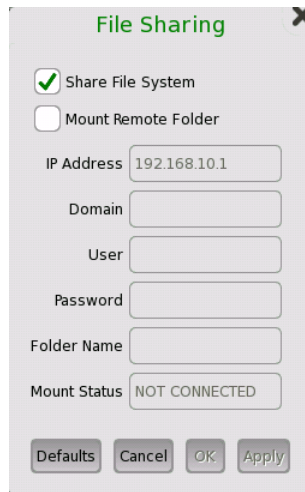 File Sharing
Share File System
Mount Remote Folder
IP Address 192.168.10.1
Domain
User
Password
Folder Name
Mount Status NOT CONNECTED
Defaults Cancel OK Apply